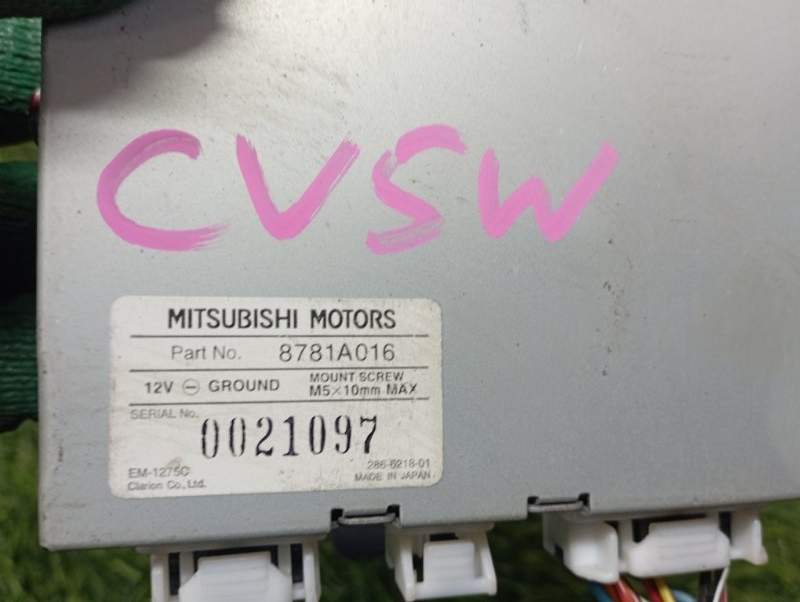 CVSW
MITSUBISHI MOTORS
Part No. 8781A016
12V ⊖ GROUND MOUNT SCREW
M5×10mm MAX
SERIAL No.
0021097
EM-1275C 286-6218-01
Clarion Co., Ltd. MADE IN JAPAN